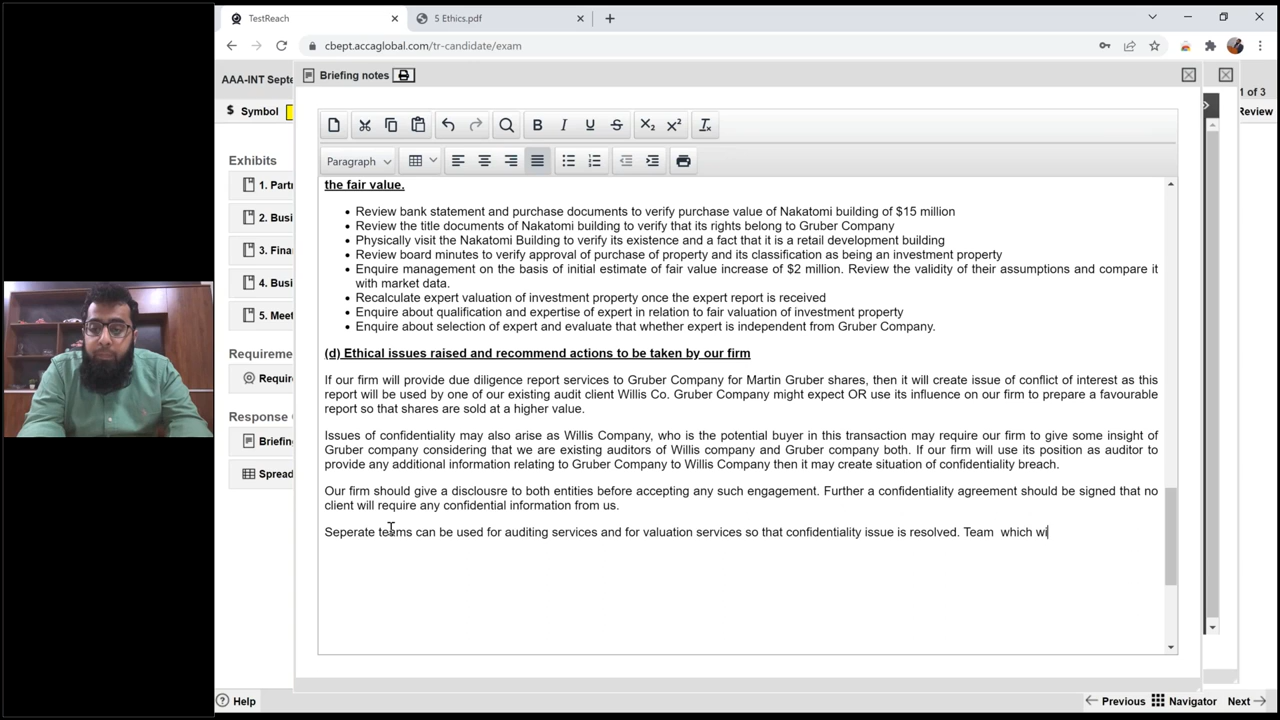 TestReach
5 Ethics.pdf
cbept.accaglobal.com/tr-candidate/exam
AAA-INT Septe
Briefing notes
1 of 3
$ Symbol
Review
Paragraph
Exhibits
1. Partn
2. Busi
3. Fina
4. Busi
5. Meet
Requireme
Require
Response
Briefin
Spread
the fair value.
• Review bank statement and purchase documents to verify purchase value of Nakatomi building of $15 million
• Review the title documents of Nakatomi building to verify that its rights belong to Gruber Company
• Physically visit the Nakatomi Building to verify its existence and a fact that it is a retail development building
• Review board minutes to verify approval of purchase of property and its classification as being an investment property
• Enquire management on the basis of initial estimate of fair value increase of $2 million. Review the validity of their assumptions and compare it
with market data.
• Recalculate expert valuation of investment property once the expert report is received
• Enquire about qualification and expertise of expert in relation to fair valuation of investment property
• Enquire about selection of expert and evaluate that whether expert is independent from Gruber Company.
(d) Ethical issues raised and recommend actions to be taken by our firm
If our firm will provide due diligence report services to Gruber Company for Martin Gruber shares, then it will create issue of conflict of interest as this
report will be used by one of our existing audit client Willis Co. Gruber Company might expect OR use its influence on our firm to prepare a favourable
report so that shares are sold at a higher value.
Issues of confidentiality may also arise as Willis Company, who is the potential buyer in this transaction may require our firm to give some insight of
Gruber company considering that we are existing auditors of Willis company and Gruber company both. If our firm will use its position as auditor to
provide any additional information relating to Gruber Company to Willis Company then it may create situation of confidentiality breach.
Our firm should give a disclousre to both entities before accepting any such engagement. Further a confidentiality agreement should be signed that no
client will require any confidential information from us.
Seperate teams can be used for auditing services and for valuation services so that confidentiality issue is resolved. Team  which wi
Help
Previous
Navigator
Next